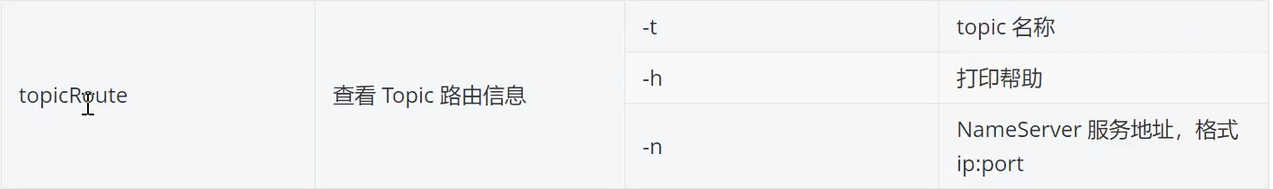 topicRoute
查看 Topic 路由信息
-t
topic 名称
-h
打印帮助
-n
NameServer 服务地址，格式
ip:port